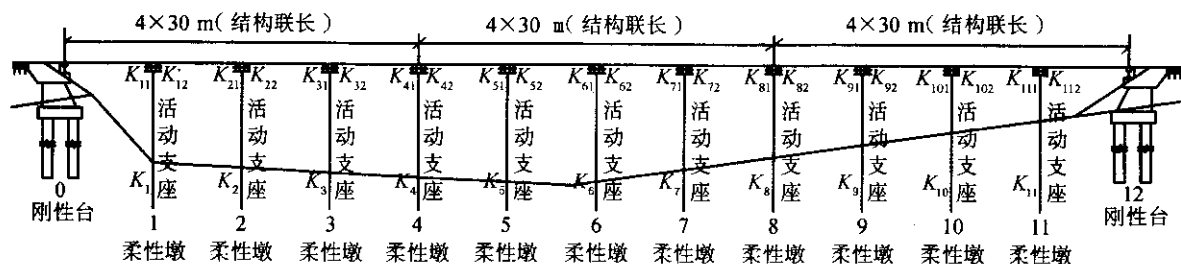 4×30 m(结构联长)  4×30 m(结构联长)  4×30 m(结构联长)
K₁₁ K₁₂ K₂₁ K₂₂ K₃₁ K₃₂ K₄₁ K₄₂ K₅₁ K₅₂ K₆₁ K₆₂ K₇₁ K₇₂ K₈₁ K₈₂ K₉₁ K₉₂ K₁₀₁ K₁₀₂ K₁₁₁ K₁₁₂
活动支座 活动支座 活动支座 活动支座 活动支座 活动支座 活动支座 活动支座 活动支座 活动支座 活动支座
K₁ K₂ K₃ K₄ K₅ K₆ K₇ K₈ K₉ K₁₀ K₁₁
0 12
刚性台 刚性台
1 2 3 4 5 6 7 8 9 10 11
柔性墩 柔性墩 柔性墩 柔性墩 柔性墩 柔性墩 柔性墩 柔性墩 柔性墩 柔性墩 柔性墩